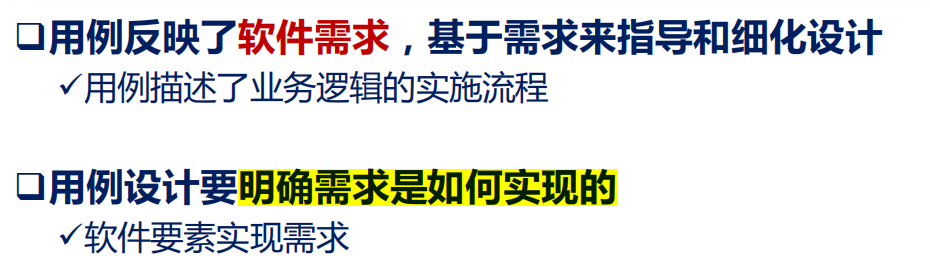 ❑用例反映了软件需求，基于需求来指导和细化设计
✓用例描述了业务逻辑的实施流程
❑用例设计要明确需求是如何实现的
✓软件要素实现需求